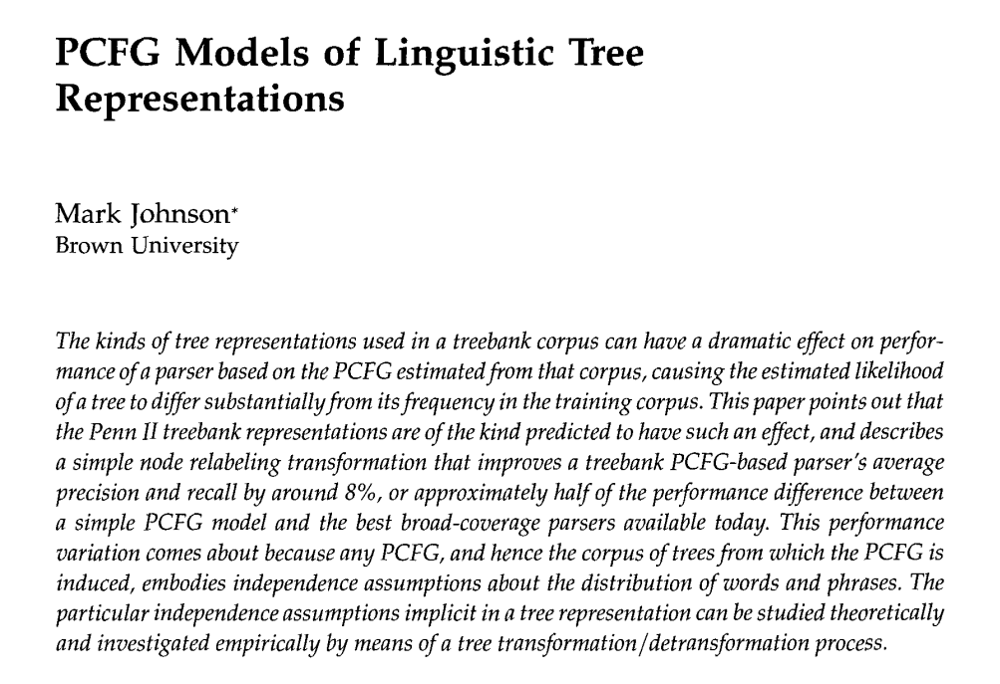 PCFG Models of Linguistic Tree
Representations
Mark Johnson*
Brown University
The kinds of tree representations used in a treebank corpus can have a dramatic effect on perfor-
mance of a parser based on the PCFG estimated from that corpus, causing the estimated likelihood
of a tree to differ substantially from its frequency in the training corpus. This paper points out that
the Penn II treebank representations are of the kind predicted to have such an effect, and describes
a simple node relabeling transformation that improves a treebank PCFG-based parser's average
precision and recall by around 8%, or approximately half of the performance difference between
a simple PCFG model and the best broad-coverage parsers available today. This performance
variation comes about because any PCFG, and hence the corpus of trees from which the PCFG is
induced, embodies independence assumptions about the distribution of words and phrases. The
particular independence assumptions implicit in a tree representation can be studied theoretically
and investigated empirically by means of a tree transformation/detransformation process.